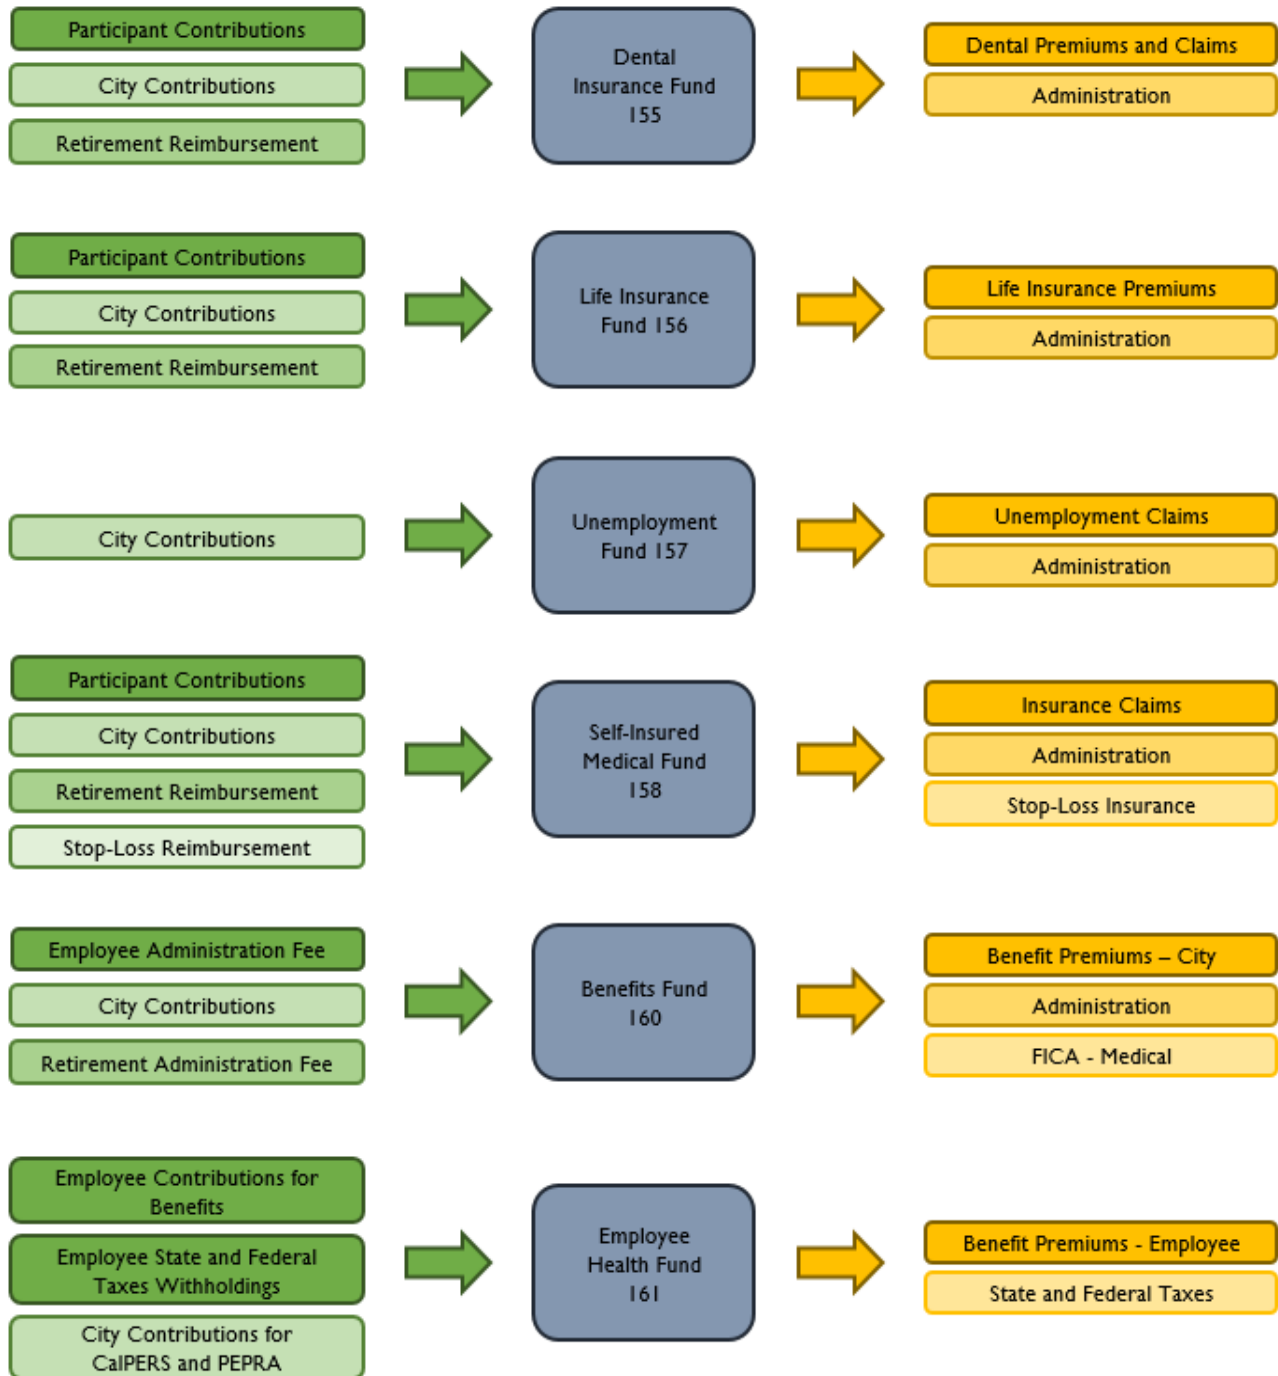 Participant Contributions
City Contributions
Retirement Reimbursement
Dental
Insurance Fund
155
Dental Premiums and Claims
Administration
Participant Contributions
City Contributions
Retirement Reimbursement
Life Insurance
Fund 156
Life Insurance Premiums
Administration
City Contributions
Unemployment
Fund 157
Unemployment Claims
Administration
Participant Contributions
City Contributions
Retirement Reimbursement
Stop-Loss Reimbursement
Self-Insured
Medical Fund
158
Insurance Claims
Administration
Stop-Loss Insurance
Employee Administration Fee
City Contributions
Retirement Administration Fee
Benefits Fund
160
Benefit Premiums – City
Administration
FICA - Medical
Employee Contributions for
Benefits
Employee State and Federal
Taxes Withholdings
City Contributions for
CalPERS and PEPRA
Employee
Health Fund
161
Benefit Premiums - Employee
State and Federal Taxes